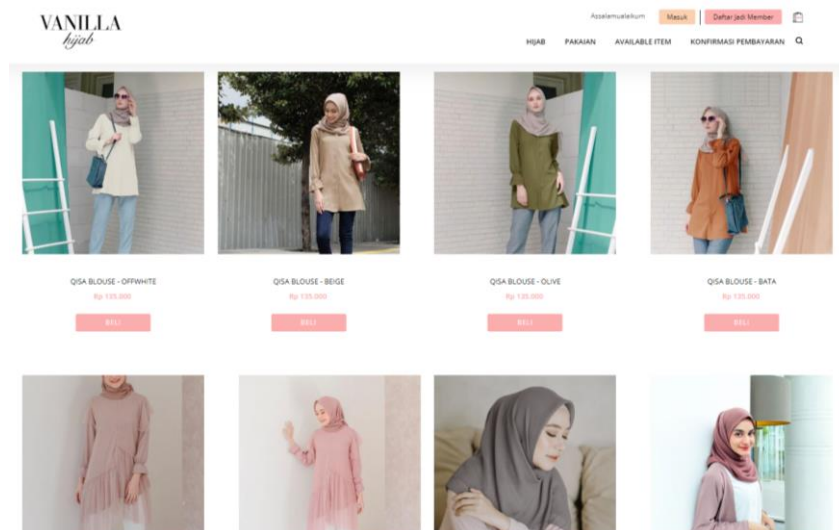 VANILLA
hijab
Assalamualaikum
Masuk
Daftar Jadi Member
HIJAB
PAKAIAN
AVAILABLE ITEM
KONFIRMASI PEMBAYARAN
QISA BLOUSE - OFFWHITE
Rp 135.000
BELI
QISA BLOUSE - BEIGE
Rp 135.000
BELI
QISA BLOUSE - OLIVE
Rp 135.000
BELI
QISA BLOUSE - BATA
Rp 135.000
BELI